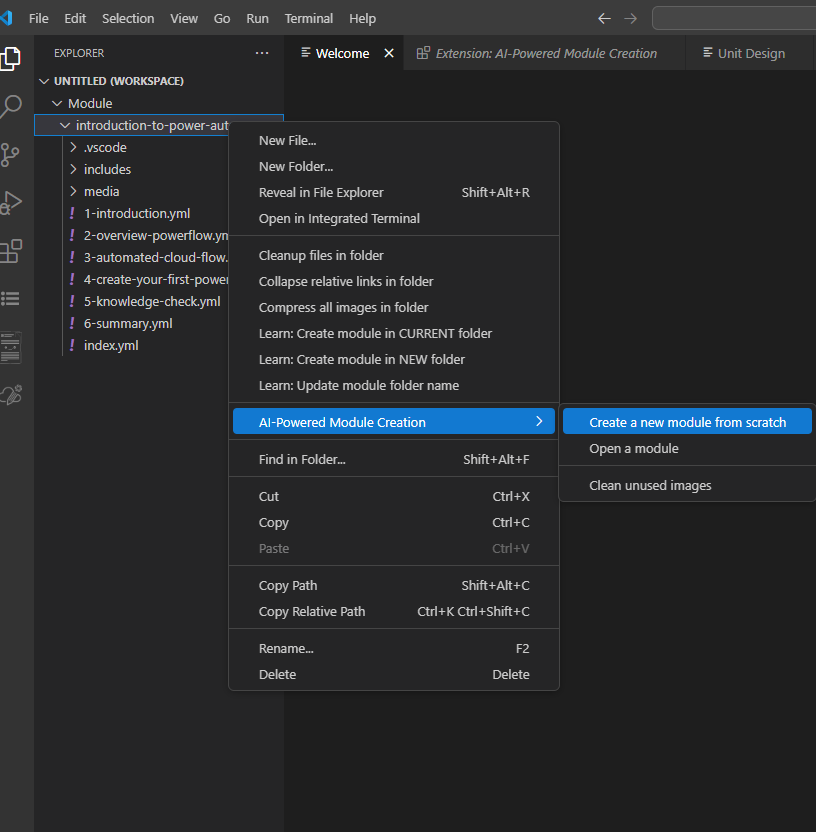 File Edit Selection View Go Run Terminal Help
EXPLORER ...
Welcome Extension: AI-Powered Module Creation Unit Design
UNTITLED (WORKSPACE)
Module
introduction-to-power-aut
.vscode
includes
media
! 1-introduction.yml
! 2-overview-powerflow.ym
! 3-automated-cloud-flow.
! 4-create-your-first-power
! 5-knowledge-check.yml
! 6-summary.yml
! index.yml
New File...
New Folder...
Reveal in File Explorer Shift+Alt+R
Open in Integrated Terminal
Cleanup files in folder
Collapse relative links in folder
Compress all images in folder
Learn: Create module in CURRENT folder
Learn: Create module in NEW folder
Learn: Update module folder name
AI-Powered Module Creation
Create a new module from scratch
Open a module
Clean unused images
Find in Folder... Shift+Alt+F
Cut Ctrl+X
Copy Ctrl+C
Paste Ctrl+V
Copy Path Shift+Alt+C
Copy Relative Path Ctrl+K Ctrl+Shift+C
Rename... F2
Delete Delete